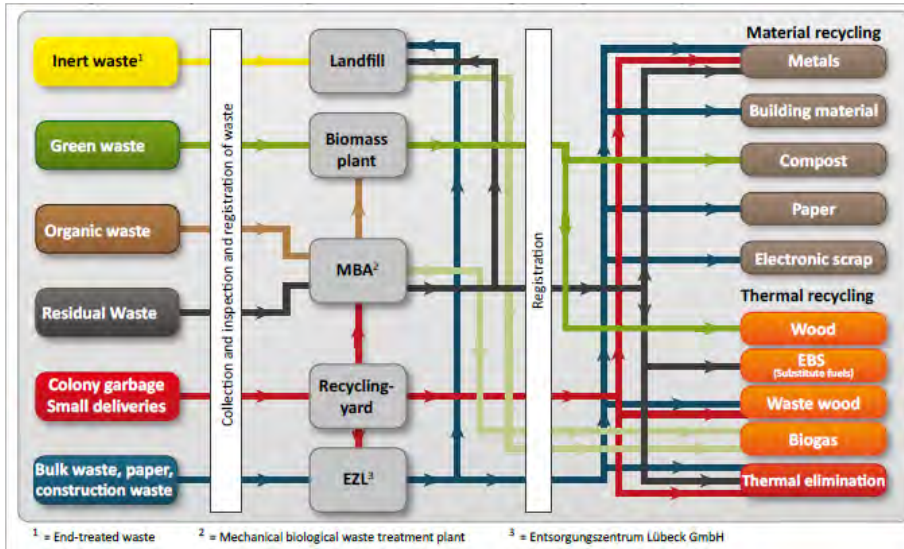 Material recycling
Inert waste1
Landfill
Metals
Building material
Green waste
Biomass
plant
Compost
Organic waste
Paper
MBA2
Electronic scrap
Residual Waste
Thermal recycling
Wood
EBS
(Substitute fuels)
Colony garbage
Small deliveries
Recycling-
yard
Waste wood
Biogas
Bulk waste, paper,
construction waste
EZL3
Thermal elimination
Collection and inspection and registration of waste
Registration
1 = End-treated waste
2 = Mechanical biological waste treatment plant
3 = Entsorgungszentrum Lübeck GmbH